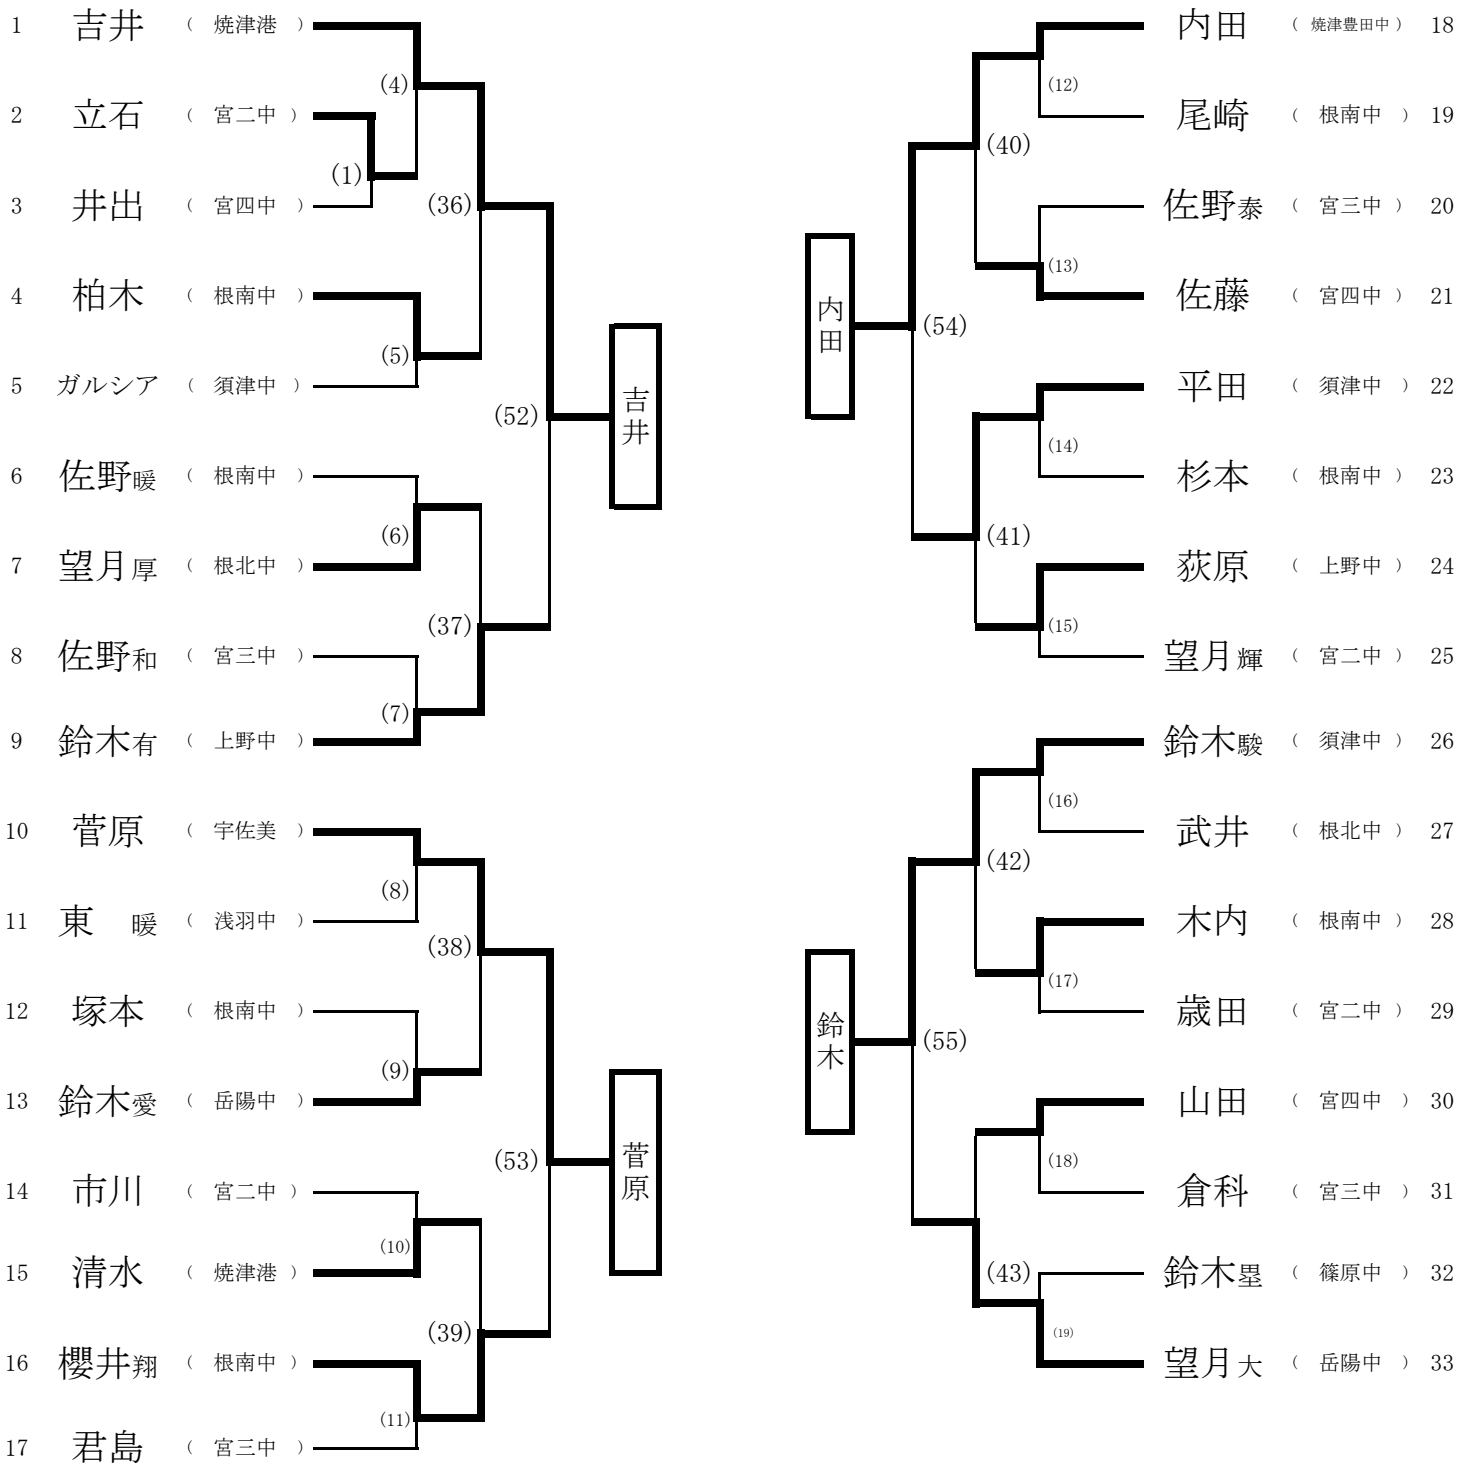 1 吉井 （ 焼津港 ）
(4)
2 立石 （ 宮二中 ）
(1)
3 井出 （ 宮四中 ）
(36)
4 柏木 （ 根南中 ）
(5)
5 ガルシア （ 須津中 ）
(52)
吉井
6 佐野暖 （ 根南中 ）
(6)
7 望月厚 （ 根北中 ）
(37)
8 佐野和 （ 宮三中 ）
(7)
9 鈴木有 （ 上野中 ）
10 菅原 （ 宇佐美 ）
(8)
11 東 暖 （ 浅羽中 ）
(38)
12 塚本 （ 根南中 ）
(9)
13 鈴木愛 （ 岳陽中 ）
(53)
菅原
14 市川 （ 宮二中 ）
(10)
15 清水 （ 焼津港 ）
(39)
16 櫻井翔 （ 根南中 ）
(11)
17 君島 （ 宮三中 ）
内田 （ 焼津豊田中 ） 18
(12)
尾崎 （ 根南中 ） 19
(40)
佐野泰 （ 宮三中 ） 20
(13)
佐藤 （ 宮四中 ） 21
内田
(54)
平田 （ 須津中 ） 22
(14)
杉本 （ 根南中 ） 23
(41)
荻原 （ 上野中 ） 24
(15)
望月輝 （ 宮二中 ） 25
鈴木駿 （ 須津中 ） 26
(16)
武井 （ 根北中 ） 27
(42)
木内 （ 根南中 ） 28
(17)
歳田 （ 宮二中 ） 29
鈴木
(55)
山田 （ 宮四中 ） 30
(18)
倉科 （ 宮三中 ） 31
(43)
鈴木塁 （ 篠原中 ） 32
(19)
望月大 （ 岳陽中 ） 33